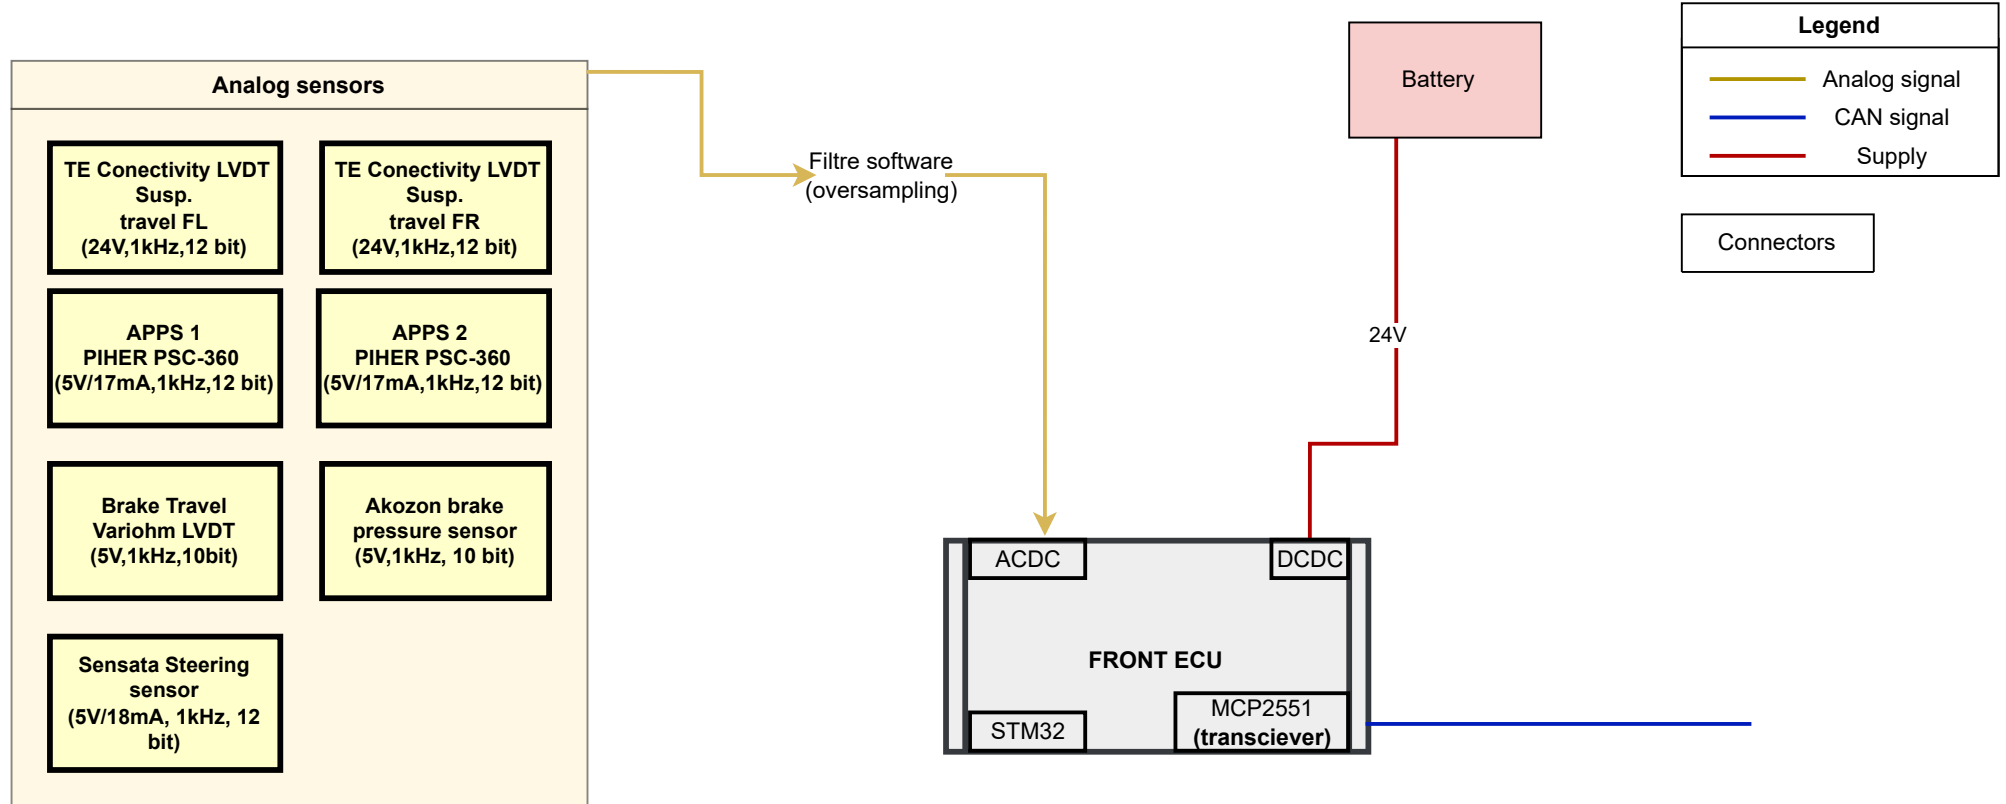 Analog sensors
TE Conectivity LVDT
Susp.
travel FL
(24V,1kHz,12 bit)
TE Conectivity LVDT
Susp.
travel FR
(24V,1kHz,12 bit)
APPS 1
PIHER PSC-360
(5V/17mA,1kHz,12 bit)
APPS 2
PIHER PSC-360
(5V/17mA,1kHz,12 bit)
Brake Travel
Variohm LVDT
(5V,1kHz,10bit)
Akozon brake
pressure sensor
(5V,1kHz, 10 bit)
Sensata Steering
sensor
(5V/18mA, 1kHz, 12
bit)
Filtre software
(oversampling)
Battery
24V
ACDC
DCDC
FRONT ECU
STM32
MCP2551
(transciever)
Legend
Analog signal
CAN signal
Supply
Connectors